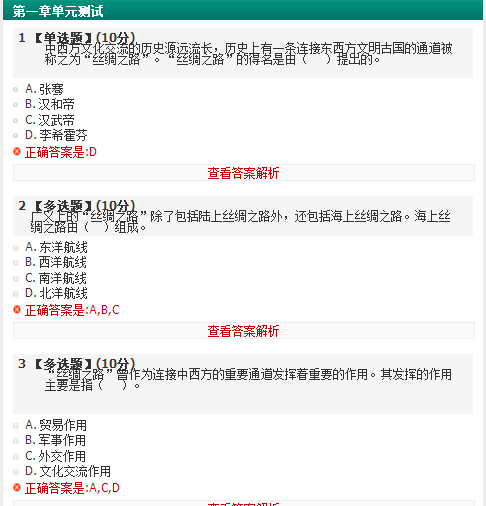 第一章单元测试
1 【单选题】(10分)
中西方文化交流的历史源远流长，历史上有一条连接东西方文明古国的通道被
称之为“丝绸之路”。“丝绸之路”的得名是由（ ）提出的。
A. 张骞
B. 汉和帝
C. 汉武帝
D. 李希霍芬
正确答案是:D
查看答案解析
2 【多选题】(10分)
广义上的“丝绸之路”除了包括陆上丝绸之路外，还包括海上丝绸之路。海上丝
绸之路由（ ）组成。
A. 东洋航线
B. 西洋航线
C. 南洋航线
D. 北洋航线
正确答案是:A,B,C
查看答案解析
3 【多选题】(10分)
“丝绸之路”曾作为连接中西方的重要通道发挥着重要的作用。其发挥的作用
主要是指（ ）。
A. 贸易作用
B. 军事作用
C. 外交作用
D. 文化交流作用
正确答案是:A,C,D
查看答案解析